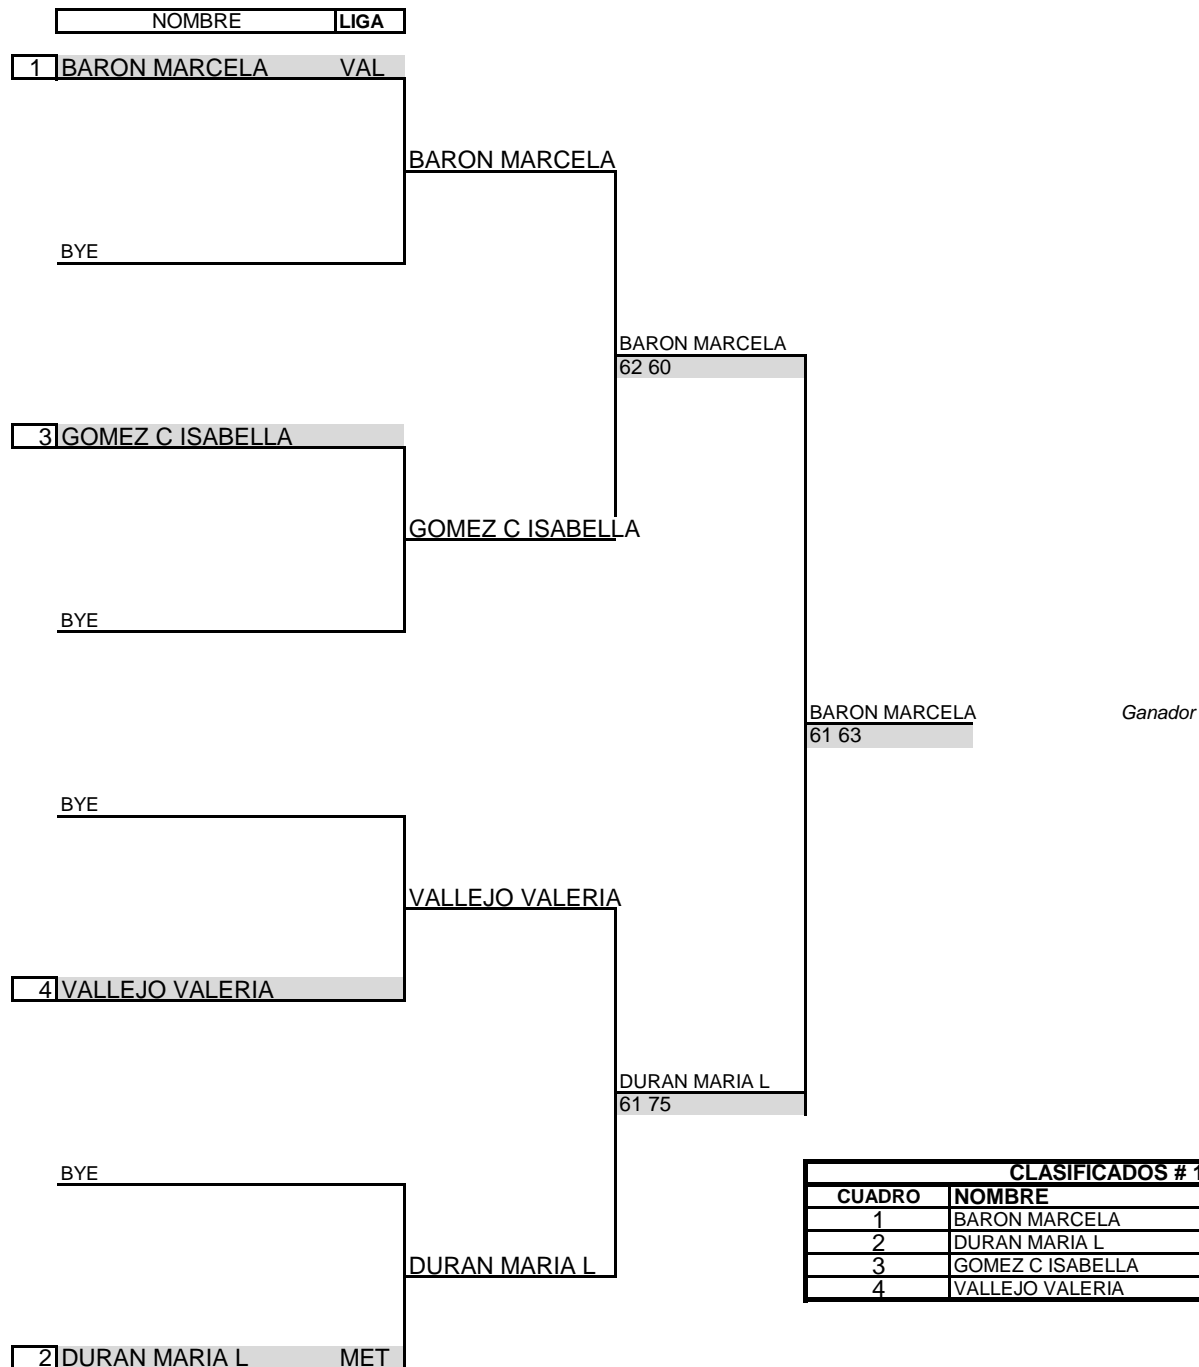 NOMBRE LIGA
1 BARON MARCELA VAL
BARON MARCELA
BYE
BARON MARCELA
62 60
3 GOMEZ C ISABELLA
GOMEZ C ISABELLA
BYE
BARON MARCELA Ganador
61 63
BYE
VALLEJO VALERIA
4 VALLEJO VALERIA
DURAN MARIA L
61 75
BYE
DURAN MARIA L
2 DURAN MARIA L MET
CLASIFICADOS # 1
CUADRO NOMBRE
1 BARON MARCELA
2 DURAN MARIA L
3 GOMEZ C ISABELLA
4 VALLEJO VALERIA